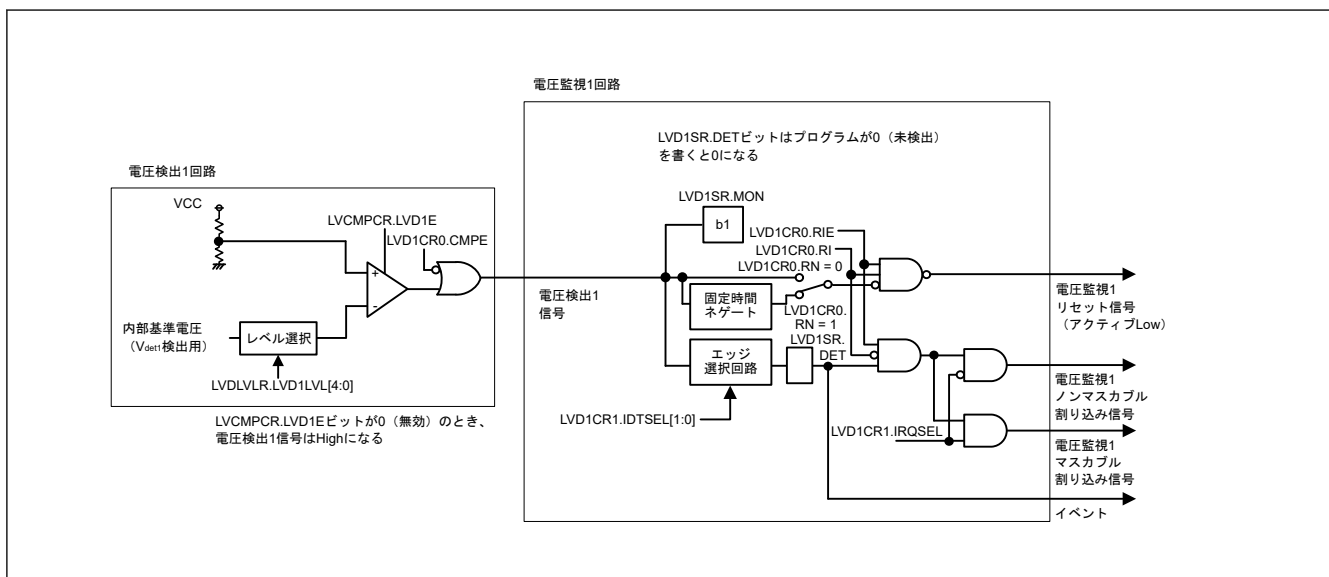 電圧監視1回路
LVD1SR.DETビットはプログラムが0（未検出）
を書くと0になる
電圧検出1回路
VCC
LVCMPCR.LVD1E
LVD1CR0.CMPE
+
-
内部基準電圧
（Vdet1検出用）
レベル選択
LVDLVLR.LVD1LVL[4:0]
LVCMPCR.LVD1Eビットが0（無効）のとき、
電圧検出1信号はHighになる
電圧検出1
信号
LVD1SR.MON
b1
LVD1CR0.RIE
LVD1CR0.RI
LVD1CR0.RN = 0
固定時間
ネゲート
LVD1CR0.
RN = 1
LVD1SR.
DET
エッジ
選択回路
LVD1CR1.IDTSEL[1:0]
LVD1CR1.IRQSEL
電圧監視1
リセット信号
（アクティブLow）
電圧監視1
ノンマスカブル
割り込み信号
電圧監視1
マスカブル
割り込み信号
イベント